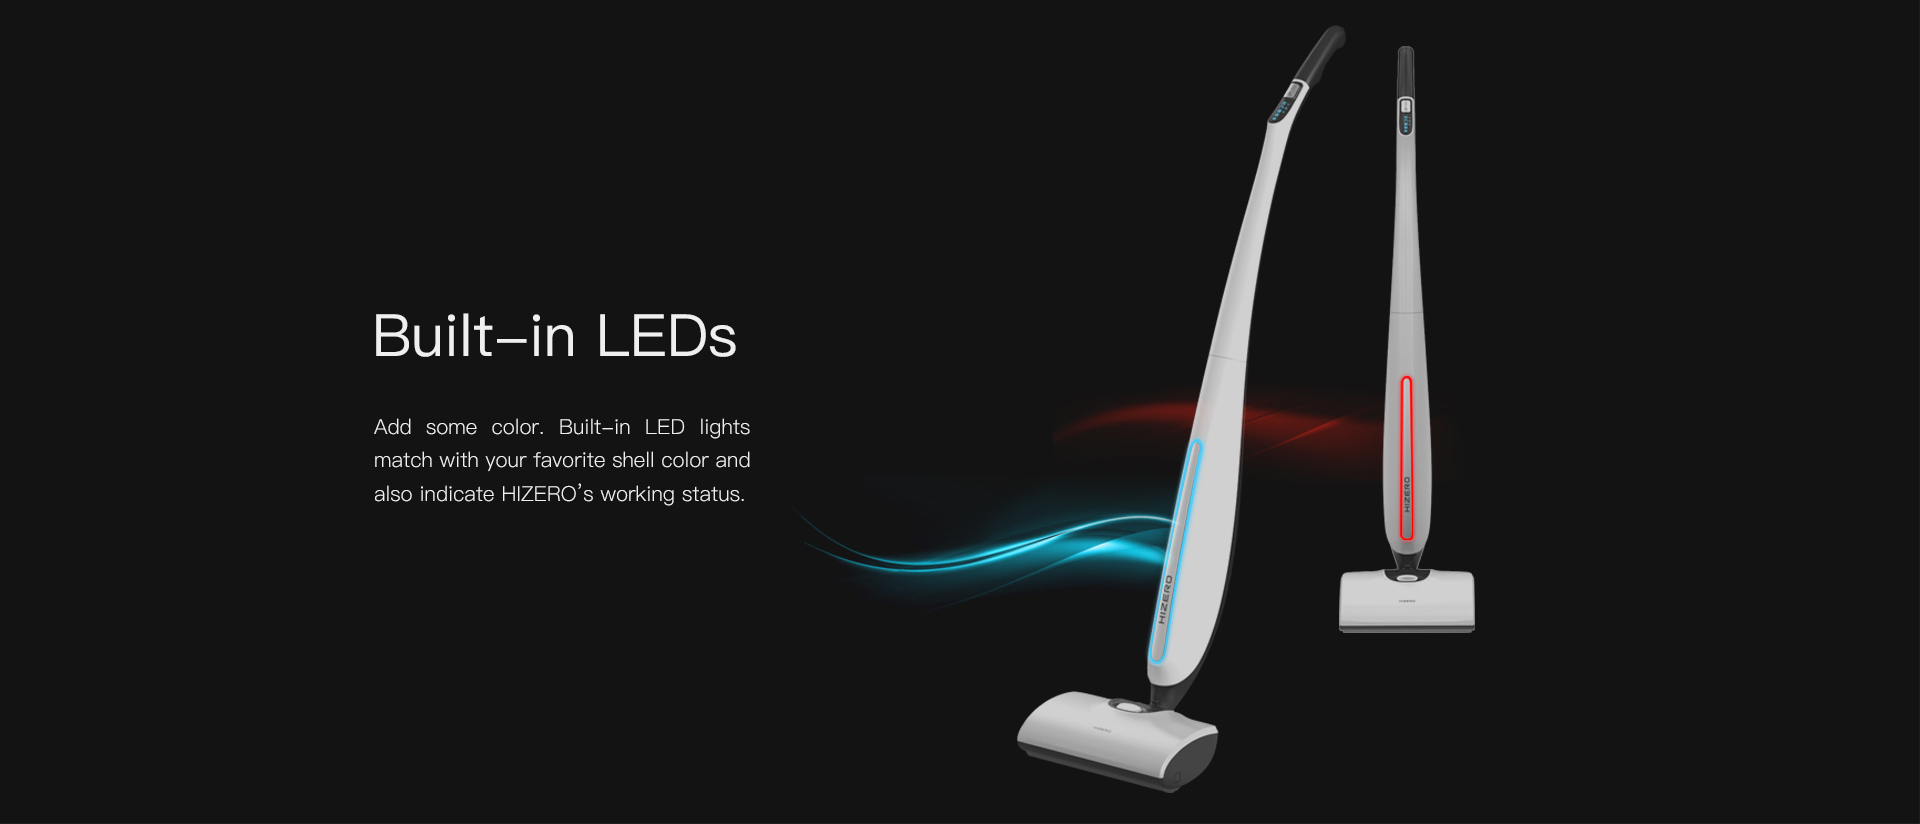 Built-in LEDs
Add some color. Built-in LED lights
match with your favorite shell color and
also indicate HIZERO's working status.
HIZERO
HIZERO